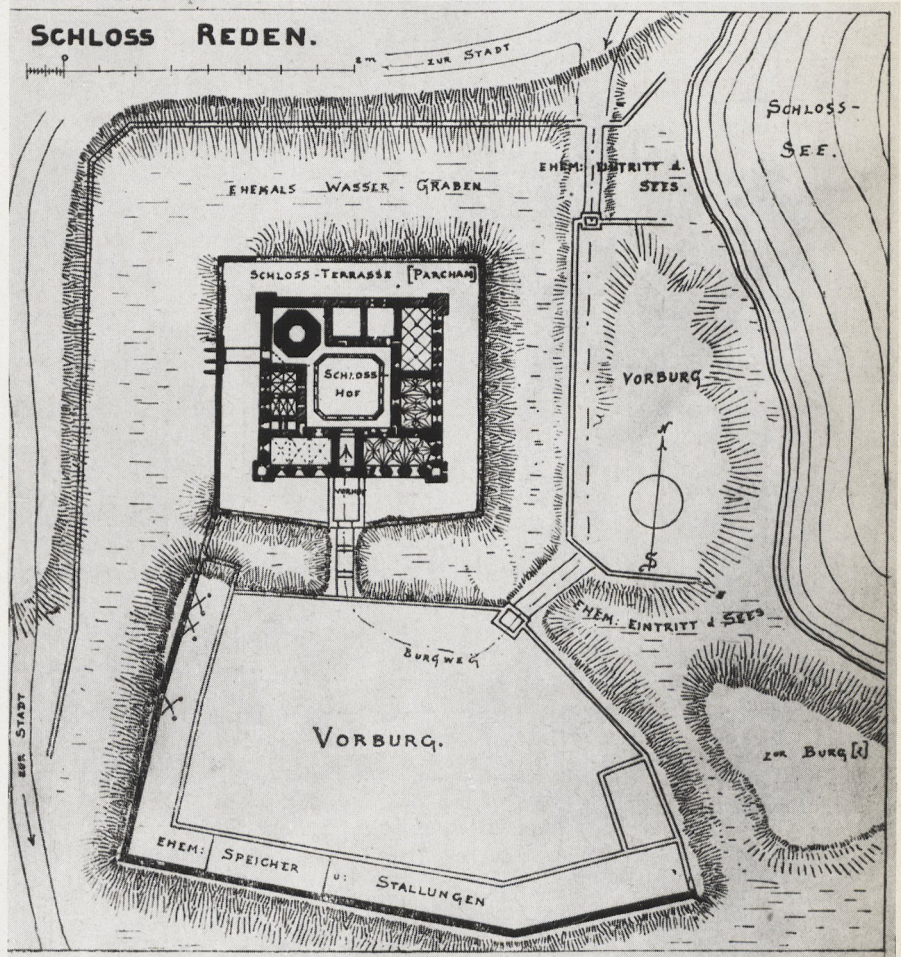 SCHLOSS REDEN.
ZUR STADT
SCHLOSS-
SEE.
EHEM: EINTRITT d.
SEES.
EHEMALS WASSER-GRABEN
SCHLOSS-TERRASSE [PARCHAM]
SCHLOSS
HOF
VORBURG
N
VORHOF
S
EHEM: EINTRITT d SEES
BURGWEG
ZUR STADT
VORBURG.
ZUR BURG [?]
EHEM: SPEICHER u: STALLUNGEN